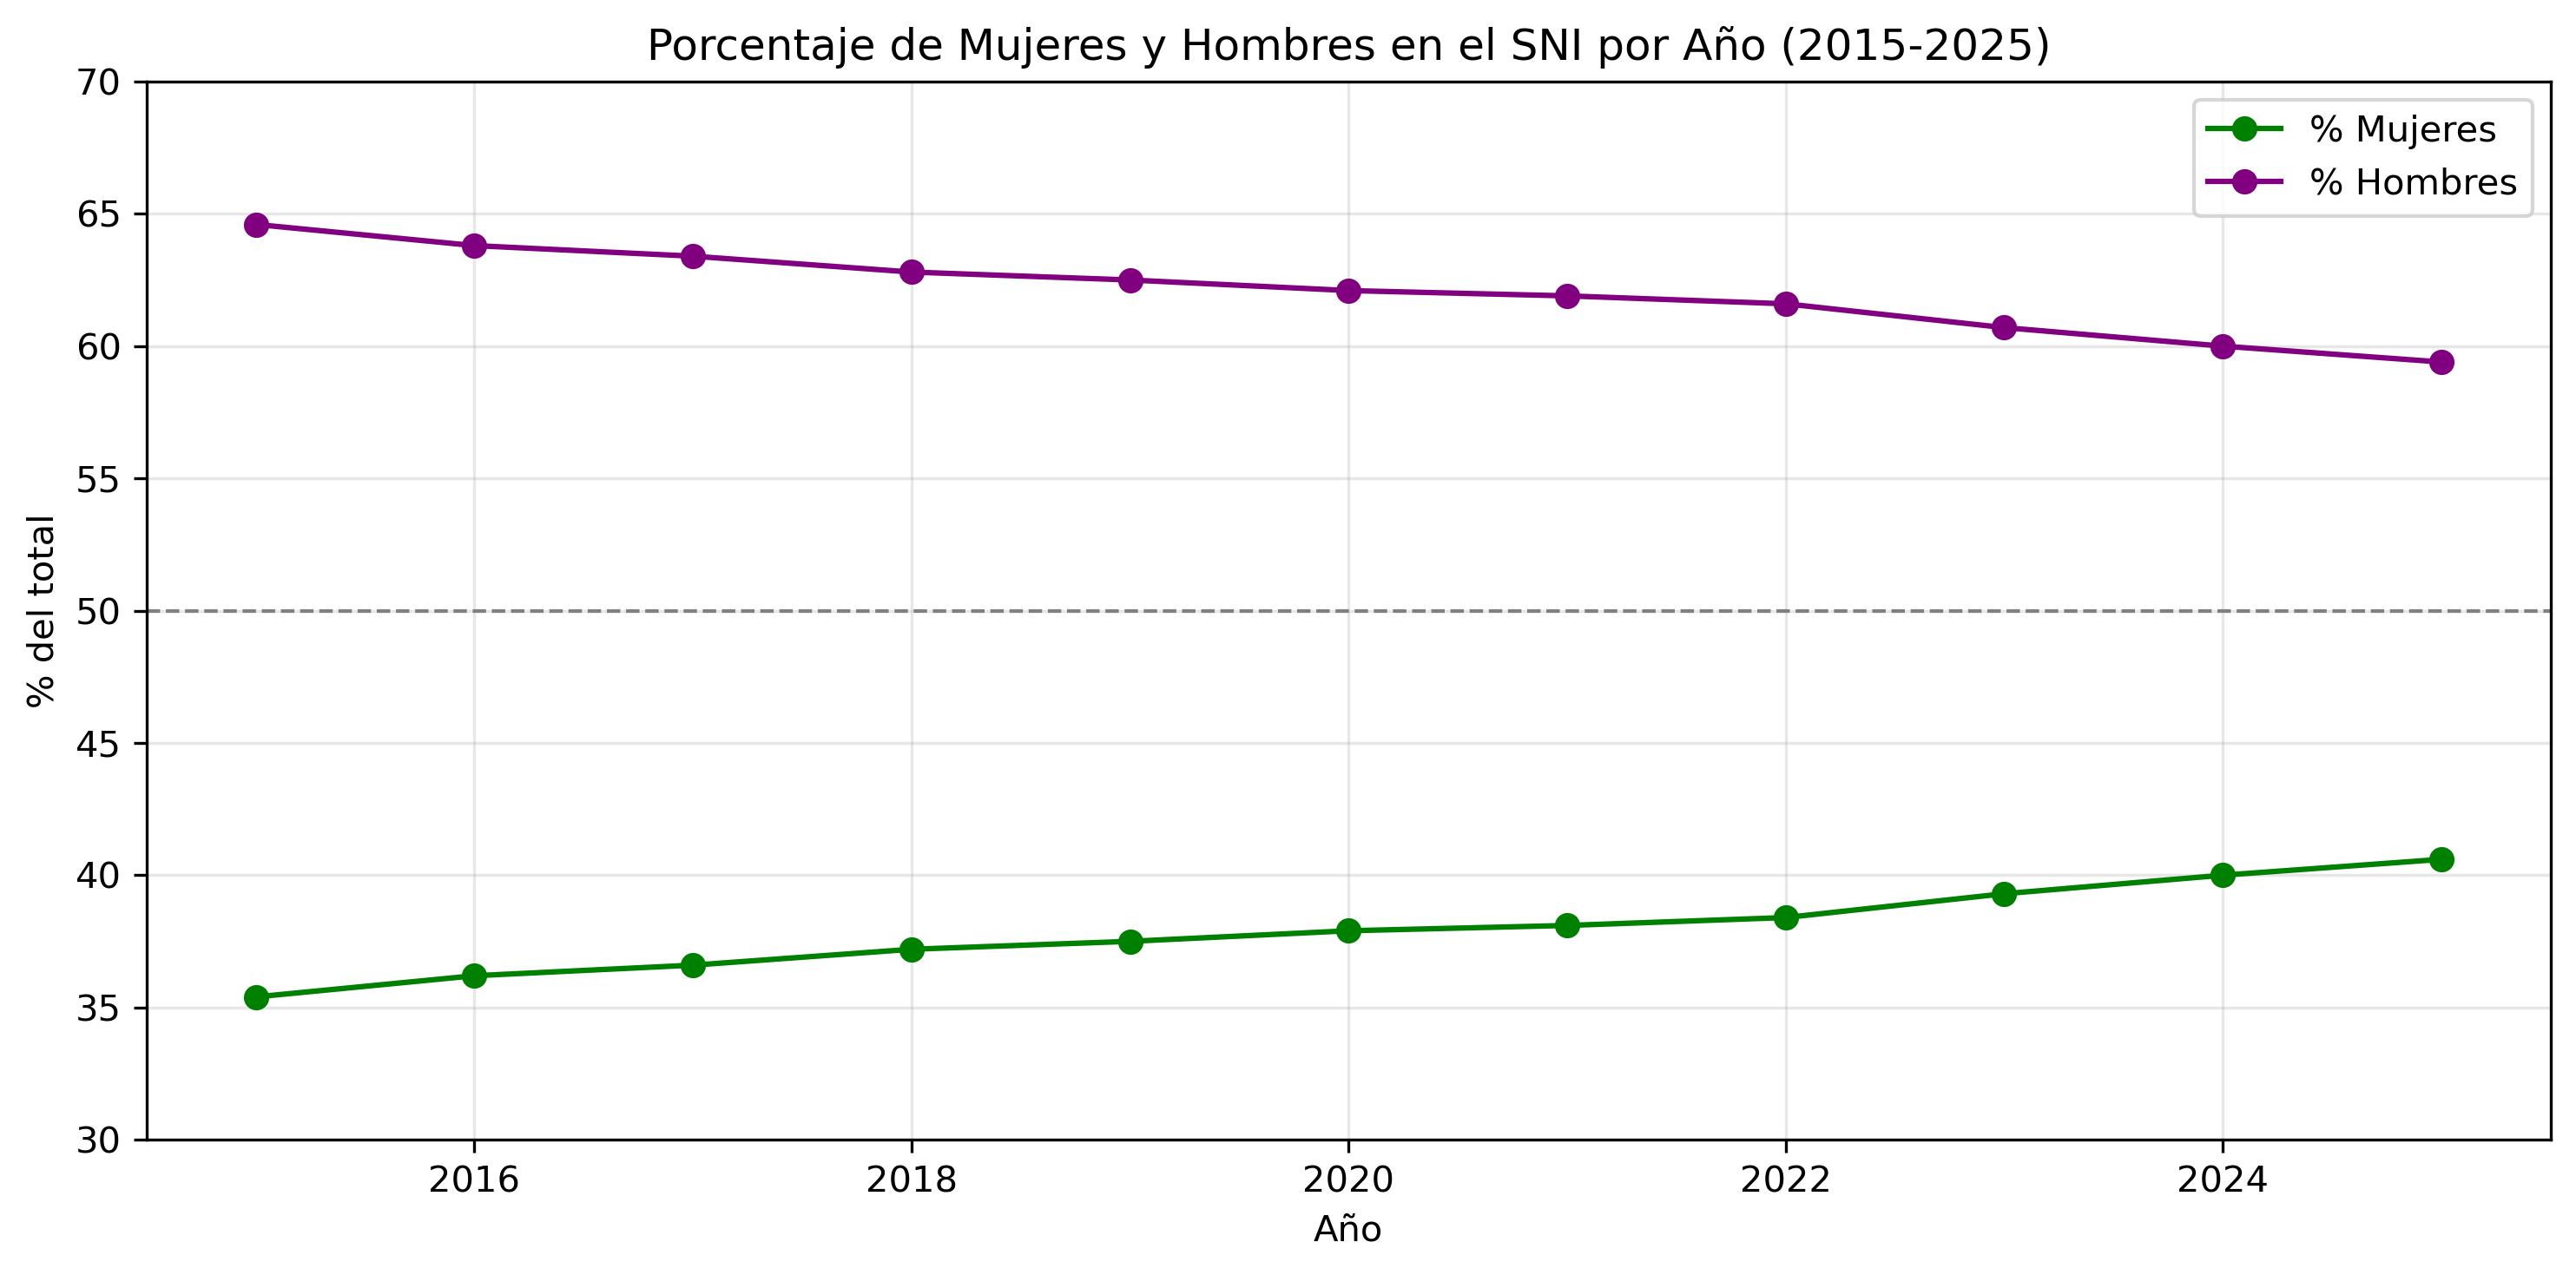 Porcentaje de Mujeres y Hombres en el SNI por Año (2015-2025)
% Mujeres
% Hombres
% del total
70
65
60
55
50
45
40
35
30
2016
2018
2020
2022
2024
Año